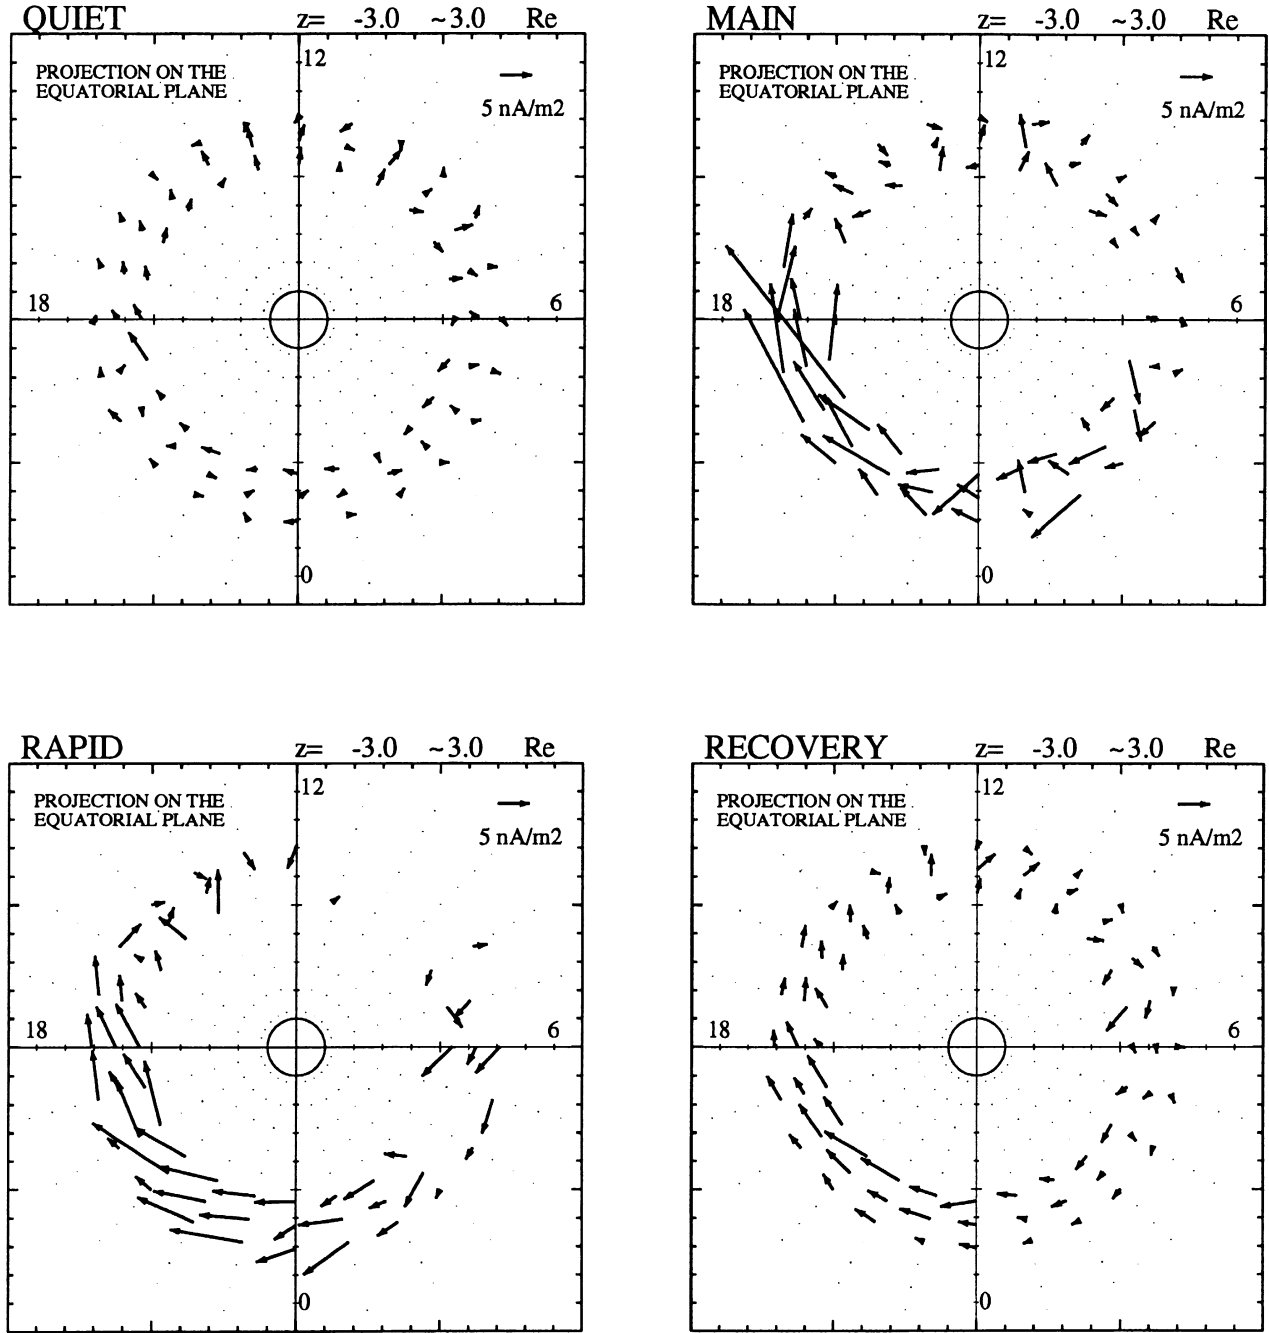 QUIET z= -3.0 ~3.0 Re
12
PROJECTION ON THE
EQUATORIAL PLANE
5 nA/m2
18 6
0
MAIN z= -3.0 ~3.0 Re
12
PROJECTION ON THE
EQUATORIAL PLANE
5 nA/m2
18 6
0
RAPID z= -3.0 ~3.0 Re
12
PROJECTION ON THE
EQUATORIAL PLANE
5 nA/m2
18 6
0
RECOVERY z= -3.0 ~3.0 Re
12
PROJECTION ON THE
EQUATORIAL PLANE
5 nA/m2
18 6
0